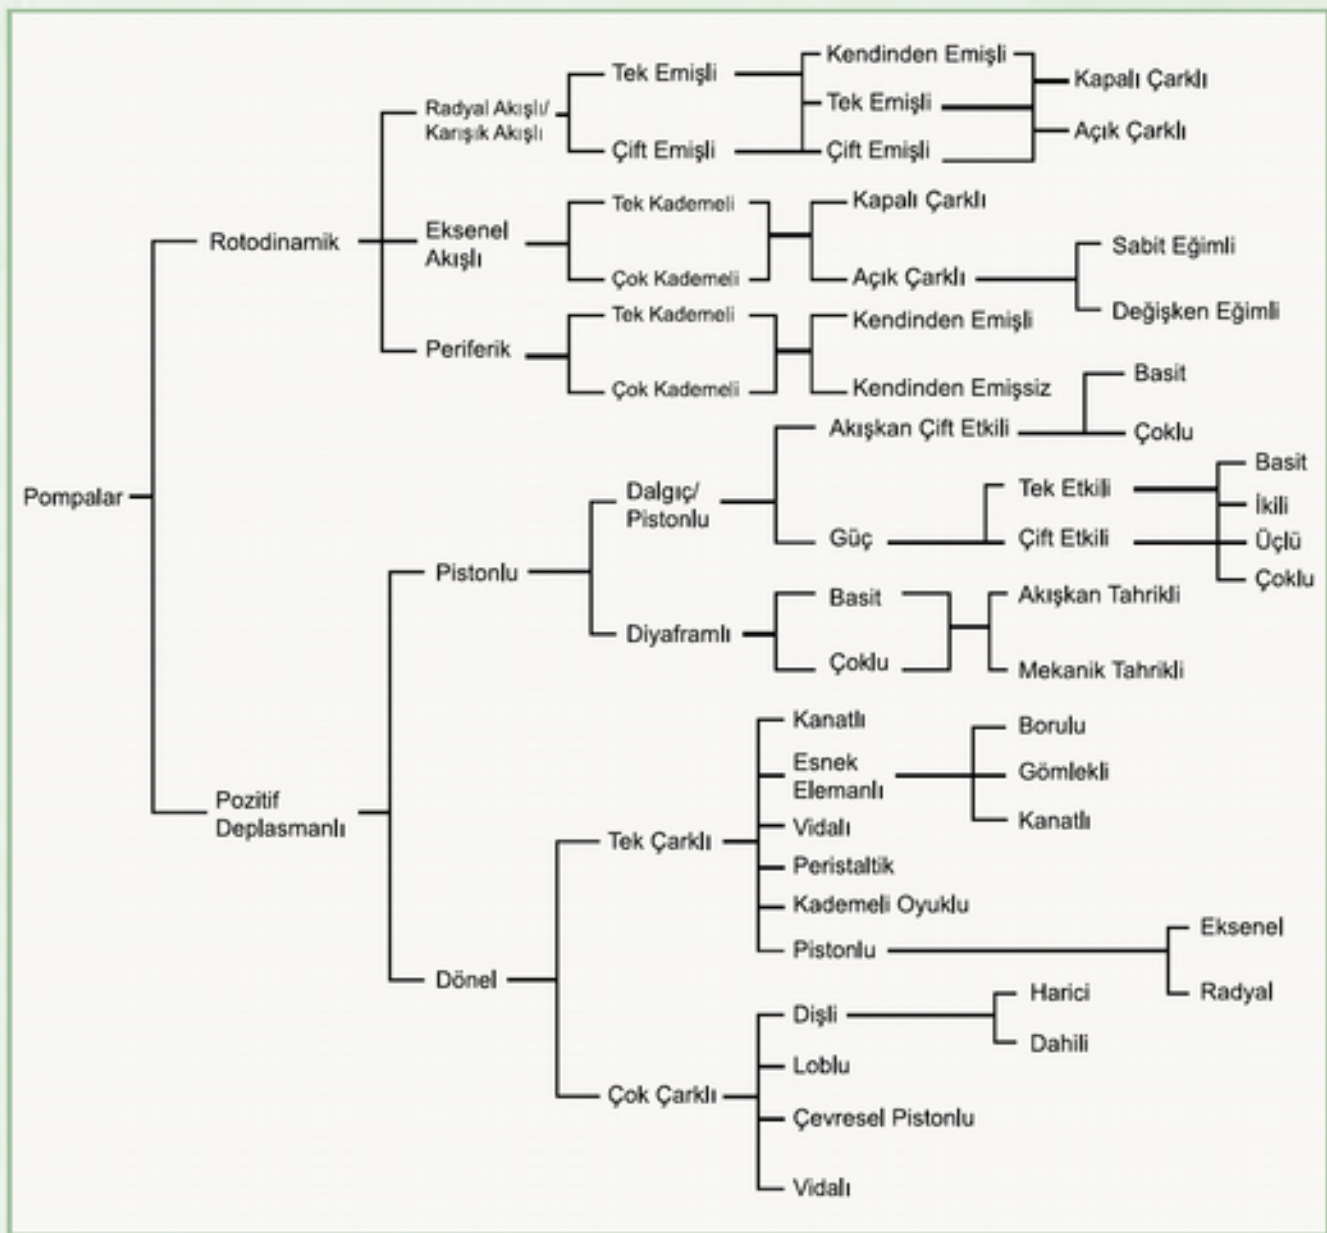 Pompalar
Rotodinamik
Radyal Akışlı/
Karışık Akışlı
Tek Emişli
Çift Emişli
Kendinden Emişli
Tek Emişli
Çift Emişli
Kapalı Çarklı
Açık Çarklı
Eksenel
Akışlı
Tek Kademeli
Çok Kademeli
Kapalı Çarklı
Açık Çarklı
Sabit Eğimli
Değişken Eğimli
Periferik
Tek Kademeli
Çok Kademeli
Kendinden Emişli
Kendinden Emişsiz
Pozitif
Deplasmanlı
Pistonlu
Dalgıç/
Pistonlu
Akışkan Çift Etkili
Basit
Çoklu
Güç
Tek Etkili
Çift Etkili
Basit
İkili
Üçlü
Çoklu
Diyaframlı
Basit
Çoklu
Akışkan Tahrikli
Mekanik Tahrikli
Dönel
Tek Çarklı
Kanatlı
Esnek
Elemanlı
Borulu
Gömlekli
Kanatlı
Vidalı
Peristaltik
Kademeli Oyuklu
Pistonlu
Eksenel
Radyal
Çok Çarklı
Dişli
Harici
Dahili
Loblu
Çevresel Pistonlu
Vidalı